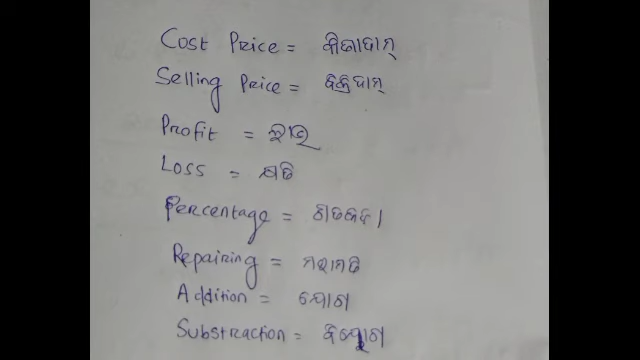 Cost Price = କୀଣାଦାମ୍
Selling Price = ବିକ୍ରିଦାମ୍
Profit = ଲାଭ
Loss = କ୍ଷତି
Percentage = ଶତକଡ଼ା
Repairing = ମରାମତି
Addition = ଯୋଗ
Substraction = ବିୟୋଗ